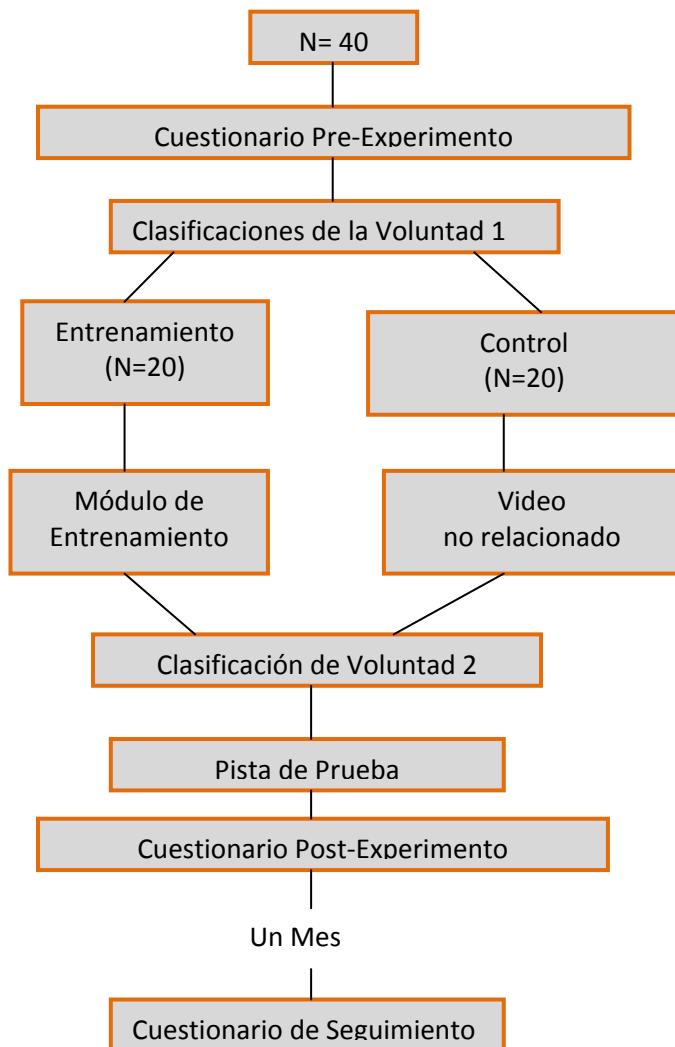 N= 40
Cuestionario Pre-Experimento
Clasificaciones de la Voluntad 1
Entrenamiento
(N=20)
Control
(N=20)
Módulo de
Entrenamiento
Video
no relacionado
Clasificación de Voluntad 2
Pista de Prueba
Cuestionario Post-Experimento
Un Mes
Cuestionario de Seguimiento